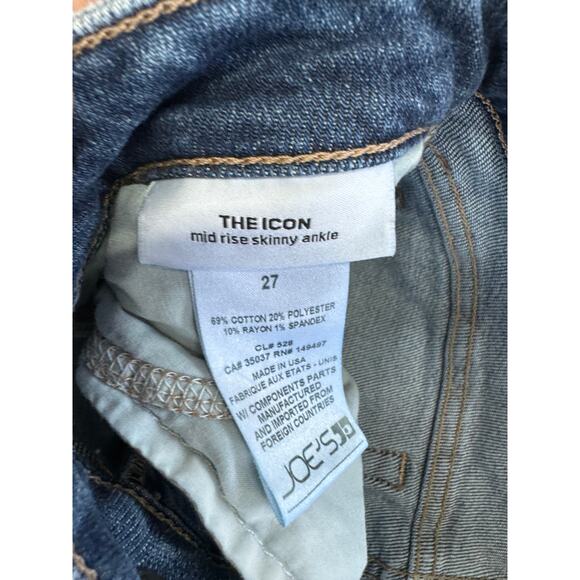 THE ICON
mid rise skinny ankle
27
69% COTTON 20% POLYESTER
10% RAYON 1% SPANDEX
CL# 528
CA# 35037 RN# 149497
MADE IN USA
FABRIQUE AUX ETATS - UNIS
W/ COMPONENTS PARTS
MANUFACTURED
AND IMPORTED FROM
FOREIGN COUNTRIES
JOE'S